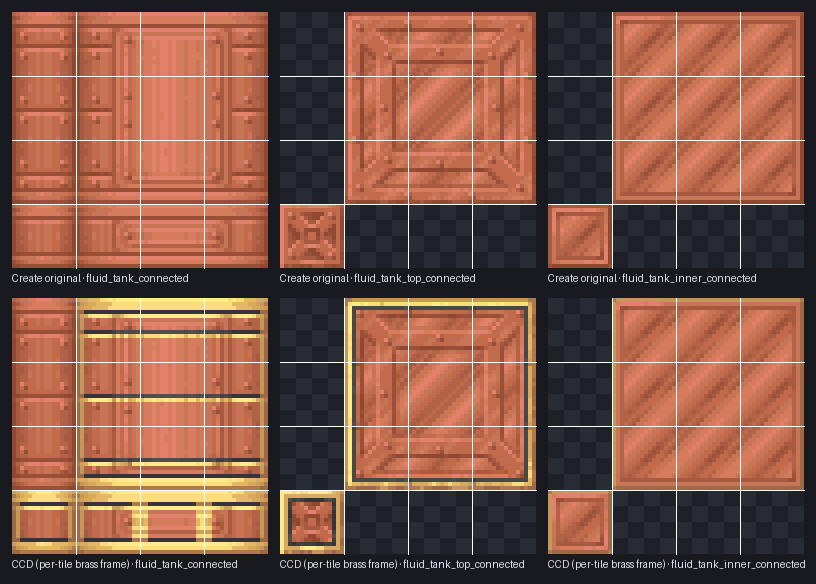 Create original · fluid_tank_connected
Create original · fluid_tank_top_connected
Create original · fluid_tank_inner_connected
CCD (per-tile brass frame) · fluid_tank_connected
CCD (per-tile brass frame) · fluid_tank_top_connected
CCD (per-tile brass frame) · fluid_tank_inner_connected